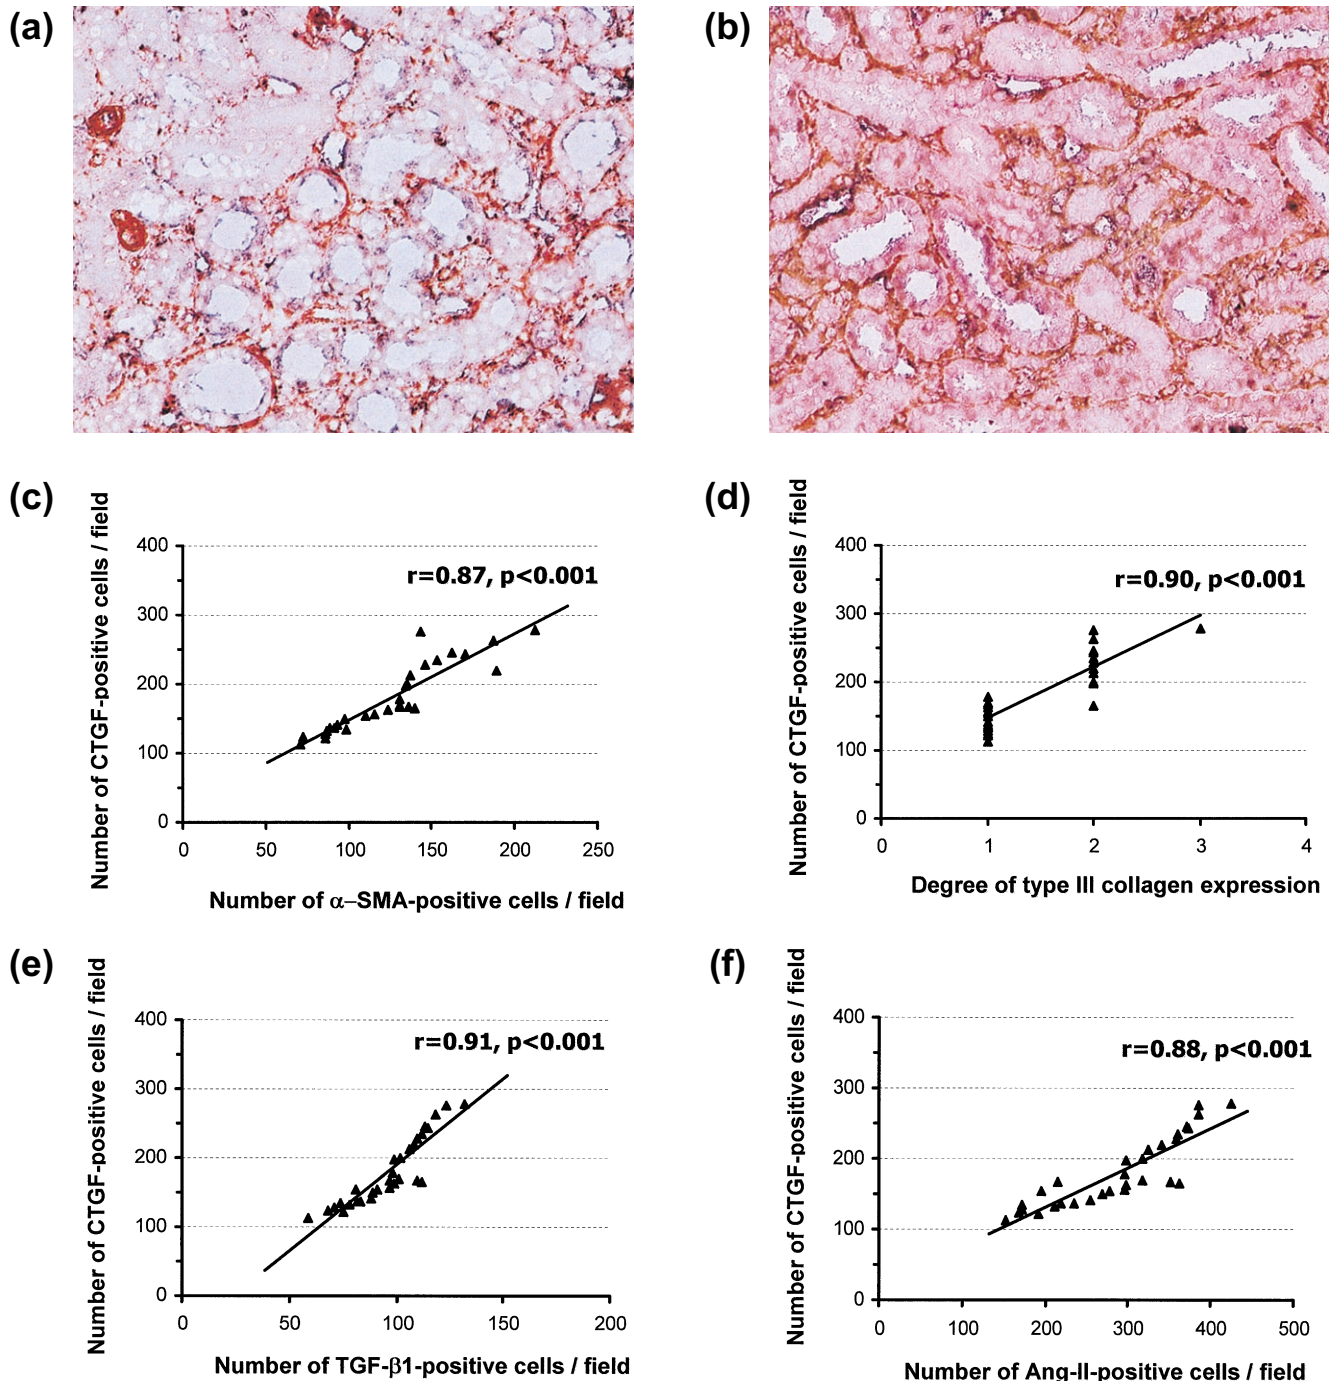 (a)
(b)
(c)
Number of CTGF-positive cells / field
400
300
200
100
0
r=0.87, p<0.001
0 50 100 150 200 250
Number of α–SMA-positive cells / field
(d)
Number of CTGF-positive cells / field
400
300
200
100
0
r=0.90, p<0.001
0 1 2 3 4
Degree of type III collagen expression
(e)
Number of CTGF-positive cells / field
400
300
200
100
0
r=0.91, p<0.001
0 50 100 150 200
Number of TGF-β1-positive cells / field
(f)
Number of CTGF-positive cells / field
400
300
200
100
0
r=0.88, p<0.001
0 100 200 300 400 500
Number of Ang-II-positive cells / field